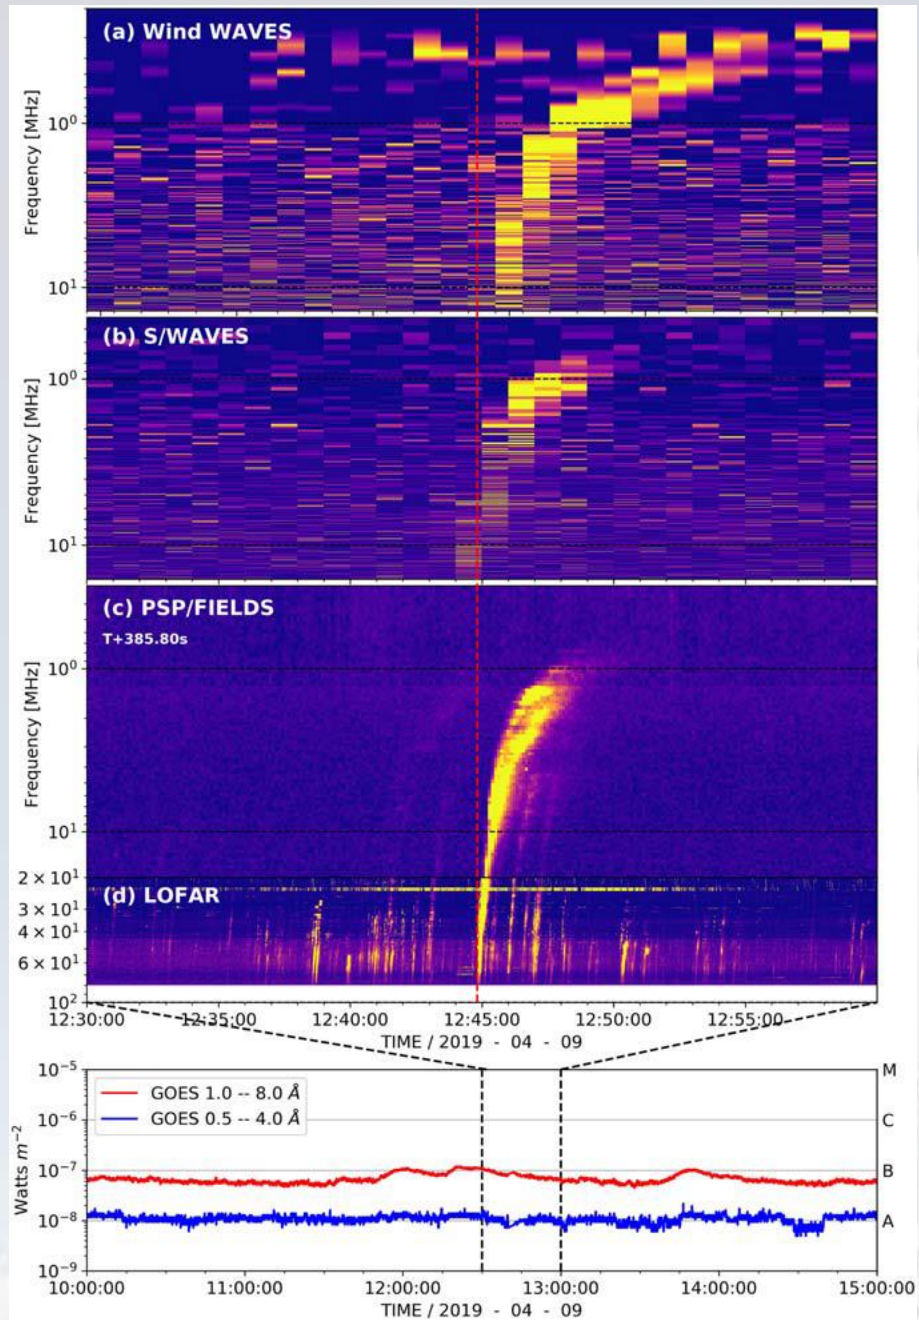 (a) Wind WAVES
Frequency [MHz]
10⁰
10¹
(b) S/WAVES
Frequency [MHz]
10⁰
10¹
(c) PSP/FIELDS
T+385.80s
Frequency [MHz]
10⁰
10¹
2 × 10¹
(d) LOFAR
3 × 10¹
4 × 10¹
6 × 10¹
10²
12:30:00 12:35:00 12:40:00 12:45:00 12:50:00 12:55:00
TIME / 2019 - 04 - 09
GOES 1.0 -- 8.0 Å
GOES 0.5 -- 4.0 Å
Watts m⁻²
10⁻⁵ M
10⁻⁶ C
10⁻⁷ B
10⁻⁸ A
10⁻⁹
10:00:00 11:00:00 12:00:00 13:00:00 14:00:00 15:00:00
TIME / 2019 - 04 - 09